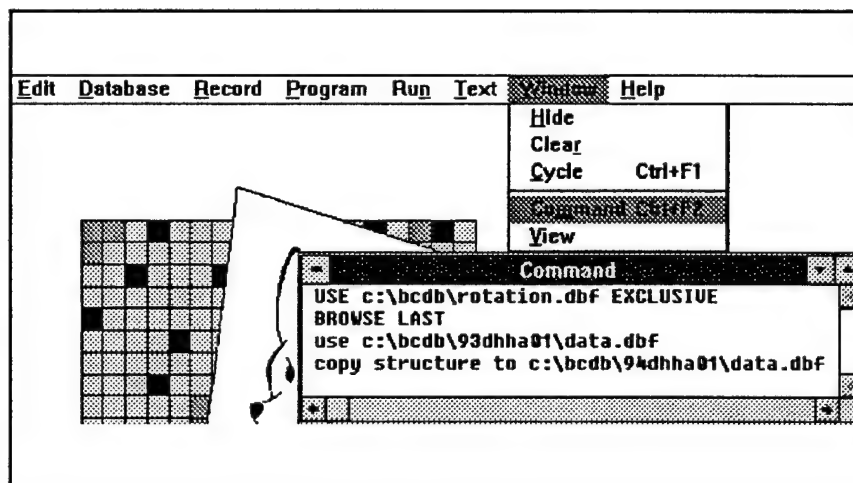 Edit Database Record Program Run Text Window Help
Hide
Clear
Cycle Ctrl+F1
Command Ctrl+F2
View
Command
USE c:\bcdb\rotation.dbf EXCLUSIVE
BROWSE LAST
use c:\bcdb\93dhha01\data.dbf
copy structure to c:\bcdb\94dhha01\data.dbf